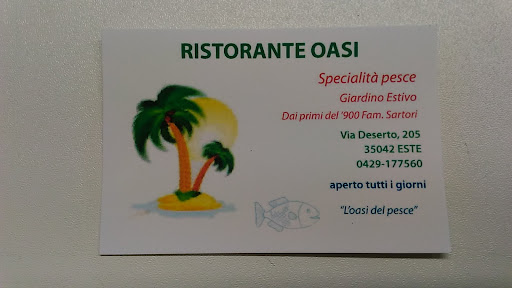 RISTORANTE OASI
Specialità pesce
Giardino Estivo
Dai primi del '900 Fam. Sartori
Via Deserto, 205
35042 ESTE
0429-177560
aperto tutti i giorni
"L'oasi del pesce"